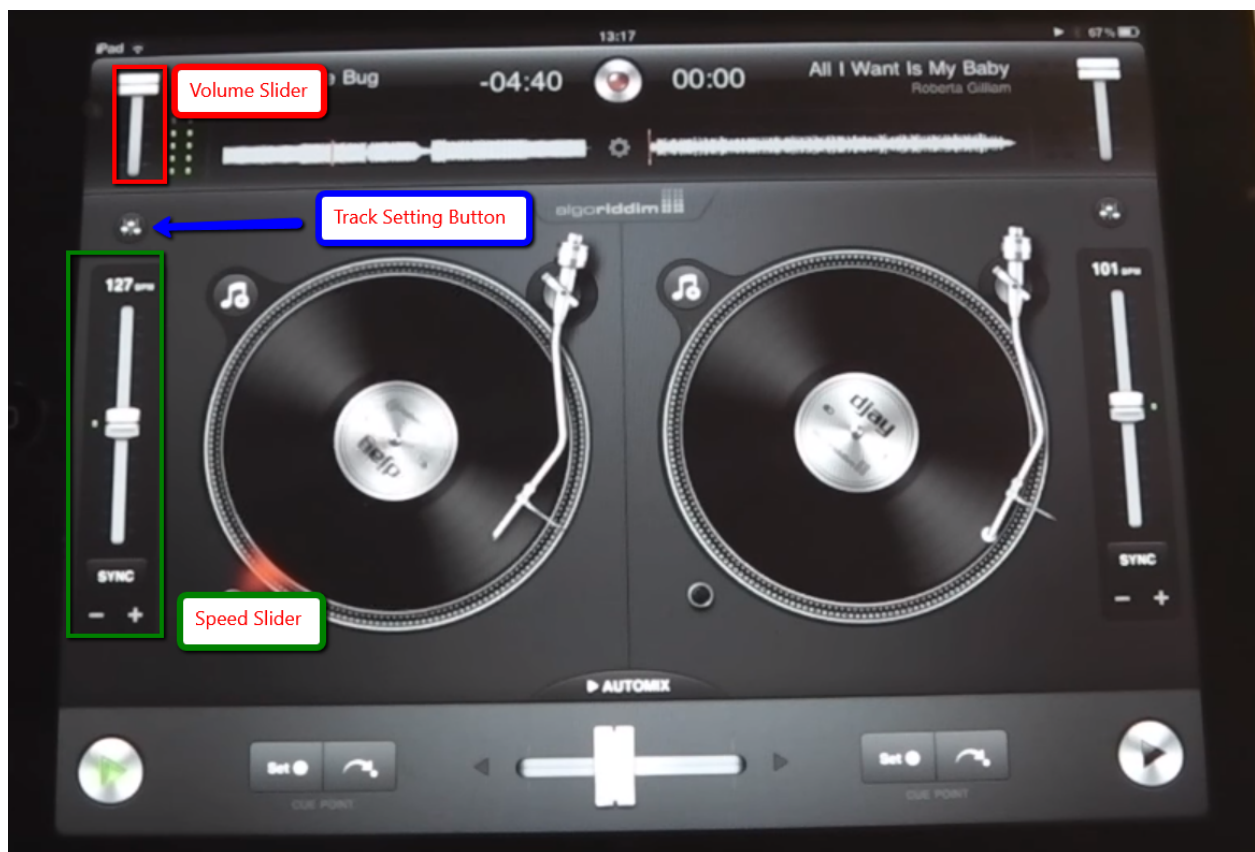 iPad 13:17 67%
Volume Slider
Bug -04:40 00:00 All I Want Is My Baby
Roberta Gilliam
algoriddim
Track Setting Button
127 BPM 101 BPM
djay djay
SYNC SYNC
- + - +
Speed Slider
AUTOMIX
Set Set
CUE POINT CUE POINT